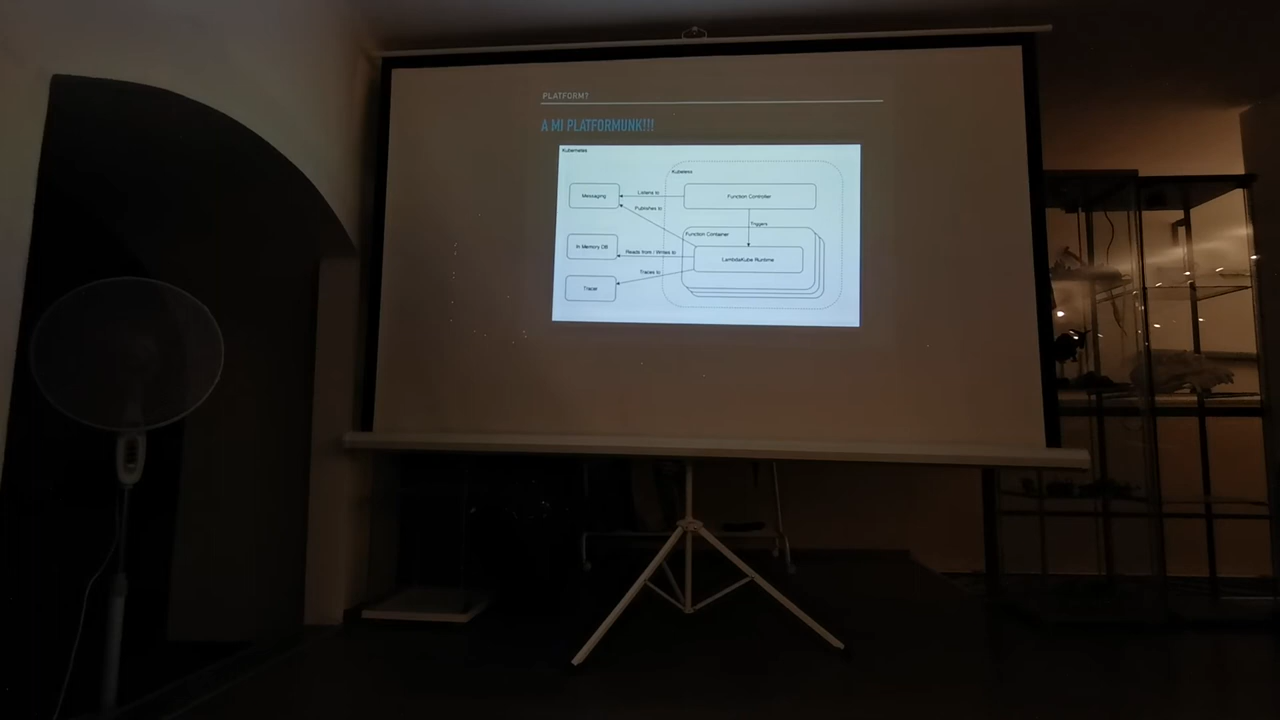 PLATFORM?
A MI PLATFORMUNK!!!
Kubernetes
Kubeless
Messaging
Listens to
Function Controller
Publishes to
Triggers
Function Container
In Memory DB
Reads from / Writes to
LambdaKube Runtime
Traces to
Tracer